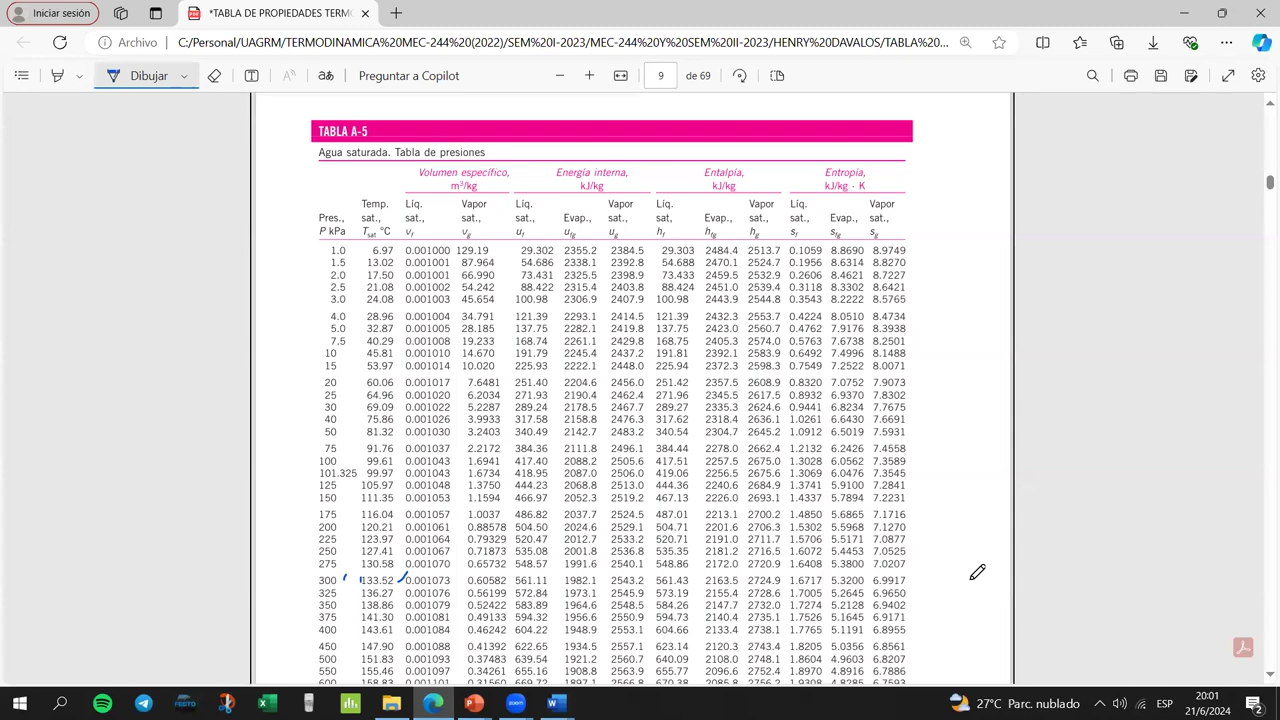 Iniciar sesión
*TABLA DE PROPIEDADES TERMO
Archivo C:/Personal/UAGRM/TERMODINAMICA%20MEC-244%20(2022)/SEM%20I-2023/MEC-244%20Y%20SEM%20II-2023/HENRY%20DAVALOS/TABLA%20...
Dibujar
Preguntar a Copilot
9 de 69
TABLA A-5
Agua saturada. Tabla de presiones
Volumen específico, Energía interna, Entalpía, Entropía,
m³/kg kJ/kg kJ/kg kJ/kg · K
Temp. Líq. Vapor Líq. Vapor Líq. Vapor Líq. Vapor
Pres., sat., sat., sat., sat., Evap., sat., sat, Evap., sat., sat., Evap., sat.,
P kPa Tsat °C vf vg uf ufg ug hf hfg hg sf sfg sg
1.0 6.97 0.001000 129.19 29.302 2355.2 2384.5 29.303 2484.4 2513.7 0.1059 8.8690 8.9749
1.5 13.02 0.001001 87.964 54.686 2338.1 2392.8 54.688 2470.1 2524.7 0.1956 8.6314 8.8270
2.0 17.50 0.001001 66.990 73.431 2325.5 2398.9 73.433 2459.5 2532.9 0.2606 8.4621 8.7227
2.5 21.08 0.001002 54.242 88.422 2315.4 2403.8 88.424 2451.0 2539.4 0.3118 8.3302 8.6421
3.0 24.08 0.001003 45.654 100.98 2306.9 2407.9 100.98 2443.9 2544.8 0.3543 8.2222 8.5765
4.0 28.96 0.001004 34.791 121.39 2293.1 2414.5 121.39 2432.3 2553.7 0.4224 8.0510 8.4734
5.0 32.87 0.001005 28.185 137.75 2282.1 2419.8 137.75 2423.0 2560.7 0.4762 7.9176 8.3938
7.5 40.29 0.001008 19.233 168.74 2261.1 2429.8 168.75 2405.3 2574.0 0.5763 7.6738 8.2501
10 45.81 0.001010 14.670 191.79 2245.4 2437.2 191.81 2392.1 2583.9 0.6492 7.4996 8.1488
15 53.97 0.001014 10.020 225.93 2222.1 2448.0 225.94 2372.3 2598.3 0.7549 7.2522 8.0071
20 60.06 0.001017 7.6481 251.40 2204.6 2456.0 251.42 2357.5 2608.9 0.8320 7.0752 7.9073
25 64.96 0.001020 6.2034 271.93 2190.4 2462.4 271.96 2345.5 2617.5 0.8932 6.9370 7.8302
30 69.09 0.001022 5.2287 289.24 2178.5 2467.7 289.27 2335.3 2624.6 0.9441 6.8234 7.7675
40 75.86 0.001026 3.9933 317.58 2158.8 2476.3 317.62 2318.4 2636.1 1.0261 6.6430 7.6691
50 81.32 0.001030 3.2403 340.49 2142.7 2483.2 340.54 2304.7 2645.2 1.0912 6.5019 7.5931
75 91.76 0.001037 2.2172 384.36 2111.8 2496.1 384.44 2278.0 2662.4 1.2132 6.2426 7.4558
100 99.61 0.001043 1.6941 417.40 2088.2 2505.6 417.51 2257.5 2675.0 1.3028 6.0562 7.3589
101.325 99.97 0.001043 1.6734 418.95 2087.0 2506.0 419.06 2256.5 2675.6 1.3069 6.0476 7.3545
125 105.97 0.001048 1.3750 444.23 2068.8 2513.0 444.36 2240.6 2684.9 1.3741 5.9100 7.2841
150 111.35 0.001053 1.1594 466.97 2052.3 2519.2 467.13 2226.0 2693.1 1.4337 5.7894 7.2231
175 116.04 0.001057 1.0037 486.82 2037.7 2524.5 487.01 2213.1 2700.2 1.4850 5.6865 7.1716
200 120.21 0.001061 0.88578 504.50 2024.6 2529.1 504.71 2201.6 2706.3 1.5302 5.5968 7.1270
225 123.97 0.001064 0.79329 520.47 2012.7 2533.2 520.71 2191.0 2711.7 1.5706 5.5171 7.0877
250 127.41 0.001067 0.71873 535.08 2001.8 2536.8 535.35 2181.2 2716.5 1.6072 5.4453 7.0525
275 130.58 0.001070 0.65732 548.57 1991.6 2540.1 548.86 2172.0 2720.9 1.6408 5.3800 7.0207
300 133.52 0.001073 0.60582 561.11 1982.1 2543.2 561.43 2163.5 2724.9 1.6717 5.3200 6.9917
325 136.27 0.001076 0.56199 572.84 1973.1 2545.9 573.19 2155.4 2728.6 1.7005 5.2645 6.9650
350 138.86 0.001079 0.52422 583.89 1964.6 2548.5 584.26 2147.7 2732.0 1.7274 5.2128 6.9402
375 141.30 0.001081 0.49133 594.32 1956.6 2550.9 594.73 2140.4 2735.1 1.7526 5.1645 6.9171
400 143.61 0.001084 0.46242 604.22 1948.9 2553.1 604.66 2133.4 2738.1 1.7765 5.1191 6.8955
450 147.90 0.001088 0.41392 622.65 1934.5 2557.1 623.14 2120.3 2743.4 1.8205 5.0356 6.8561
500 151.83 0.001093 0.37483 639.54 1921.2 2560.7 640.09 2108.0 2748.1 1.8604 4.9603 6.8207
550 155.46 0.001097 0.34261 655.16 1908.8 2563.9 655.77 2096.6 2752.4 1.8970 4.8916 6.7886
600 158.83 0.001101 0.31560 669.72 1897.1 2566.8 670.38 2085.8 2756.2 1.9308 4.8285 6.7593
27°C Parc. nublado
ESP
20:01
21/6/2024
2